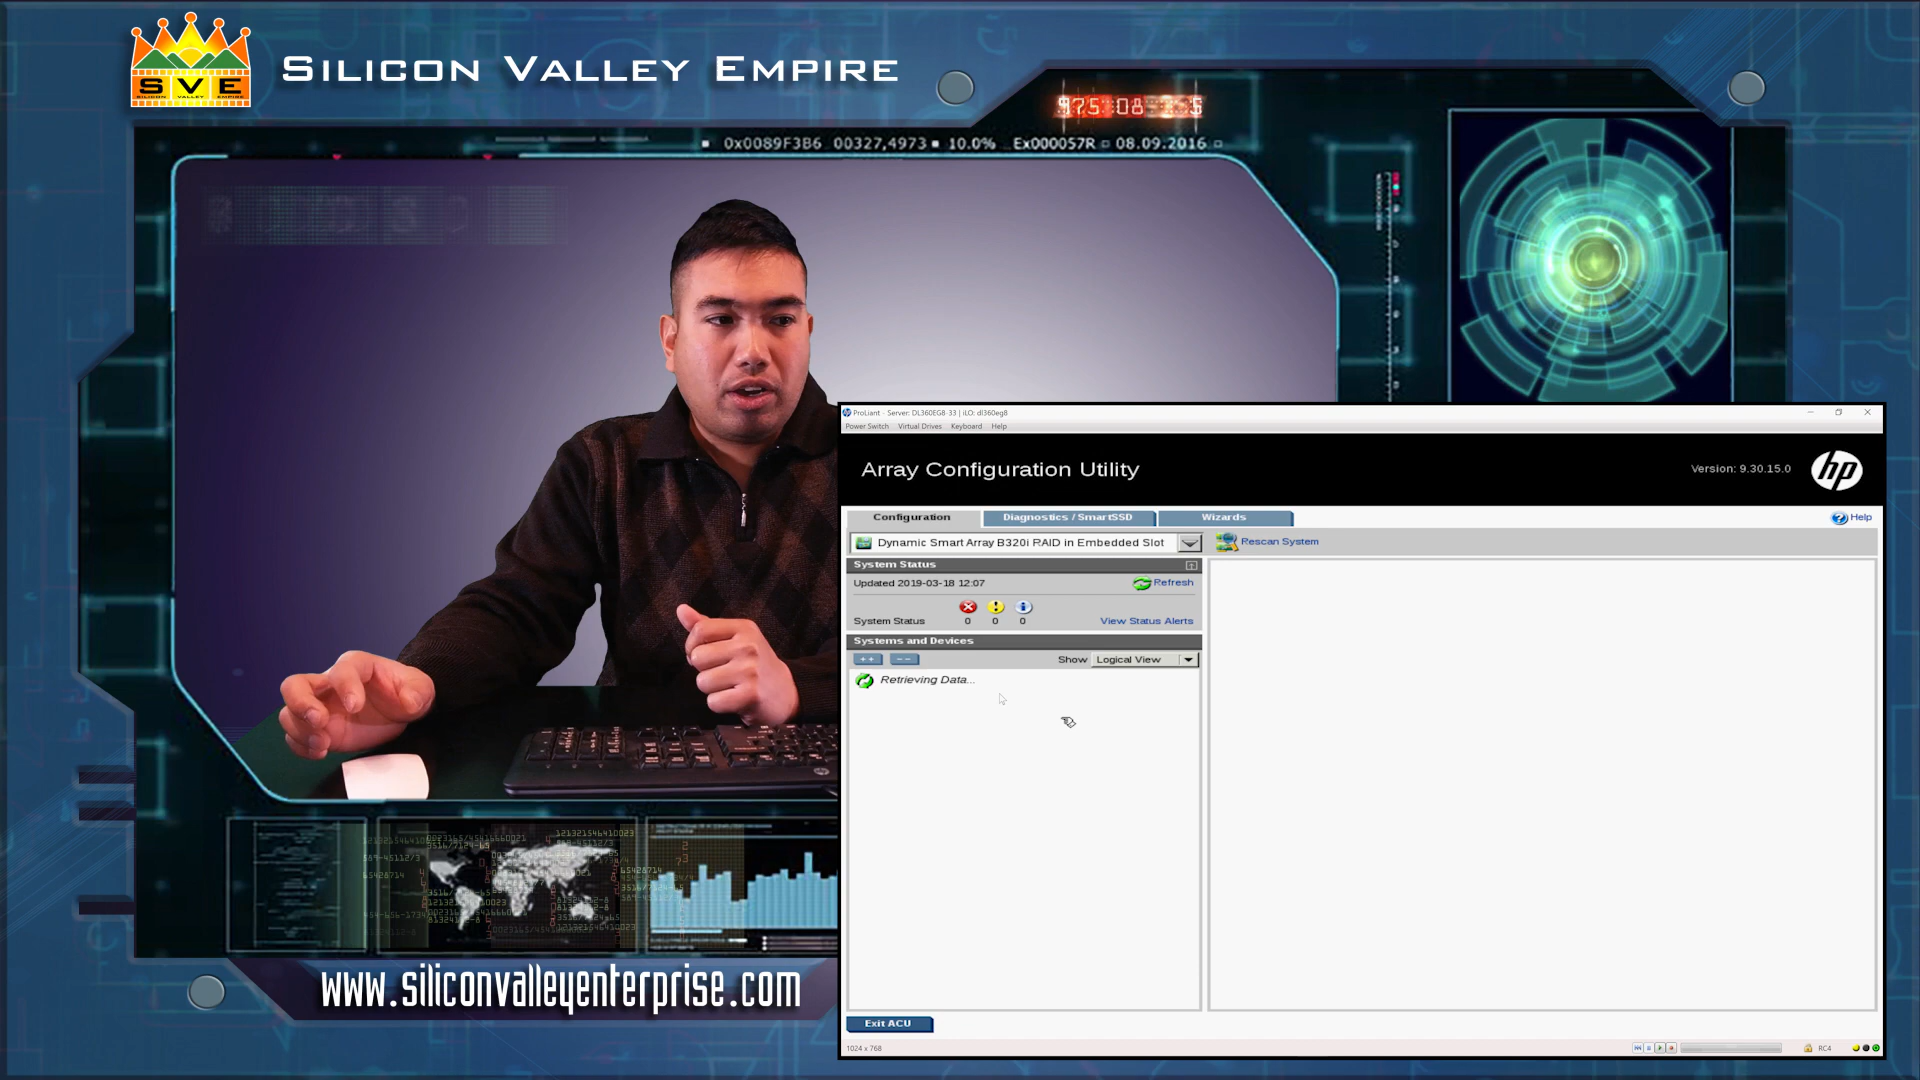 SVE
SILICON VALLEY EMPIRE
SILICON VALLEY EMPIRE
0x0089F3B6 00327,4973 10.0% Ex000057R 08.09.2016
ProLiant - Server: DL360EG8-33 | iLO: dl360eg8
Power Switch Virtual Drives Keyboard Help
Array Configuration Utility
Version: 9.30.15.0
hp
Configuration Diagnostics / SmartSSD Wizards
Help
Dynamic Smart Array B320i RAID in Embedded Slot
Rescan System
System Status
Updated 2019-03-18 12:07
Refresh
System Status 0 0 0 View Status Alerts
Systems and Devices
++ -- Show Logical View
Retrieving Data...
Exit ACU
1024 x 768
RC4
www.siliconvalleyenterprise.com